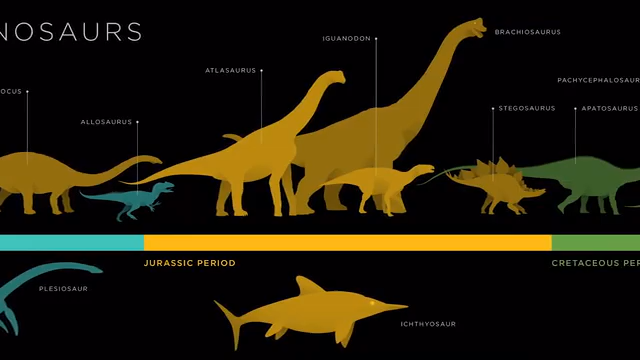 NOSAURS
IGUANODON
BRACHIOSAURUS
ATLASAURUS
PACHYCEPHALOSAUR
OCUS
ALLOSAURUS
STEGOSAURUS
APATOSAURUS
JURASSIC PERIOD
CRETACEOUS PER
PLESIOSAUR
ICHTHYOSAUR